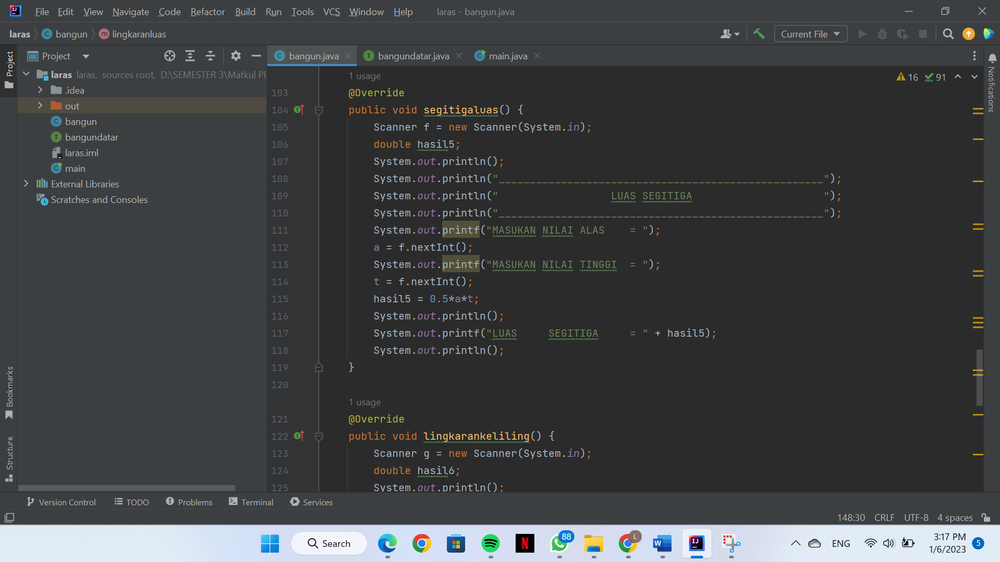 File Edit View Navigate Code Refactor Build Run Tools VCS Window Help laras - bangun.java
laras bangun lingkaranluas Current File
Project bangun.java bangundatar.java main.java
Project
Notifications
laras laras, sources root, D:\SEMESTER 3\Matkul PE
.idea
out
bangun
bangundatar
laras.iml
main
External Libraries
Scratches and Consoles
16 91
1 usage
103 @Override
104 public void segitigaluas() {
105 Scanner f = new Scanner(System.in);
106 double hasil5;
107 System.out.println();
108 System.out.println("____________________________________________________");
109 System.out.println("                  LUAS SEGITIGA                     ");
110 System.out.println("____________________________________________________");
111 System.out.printf("MASUKAN NILAI ALAS    = ");
112 a = f.nextInt();
113 System.out.printf("MASUKAN NILAI TINGGI  = ");
114 t = f.nextInt();
115 hasil5 = 0.5*a*t;
116 System.out.println();
117 System.out.printf("LUAS     SEGITIGA     = " + hasil5);
118 System.out.println();
119 }
120
1 usage
121 @Override
122 public void lingkarankeliling() {
123 Scanner g = new Scanner(System.in);
124 double hasil6;
125 System.out.println();
Bookmarks
Structure
Version Control TODO Problems Terminal Services
148:30 CRLF UTF-8 4 spaces
Search 88 L ENG 3:17 PM
1/6/2023 5